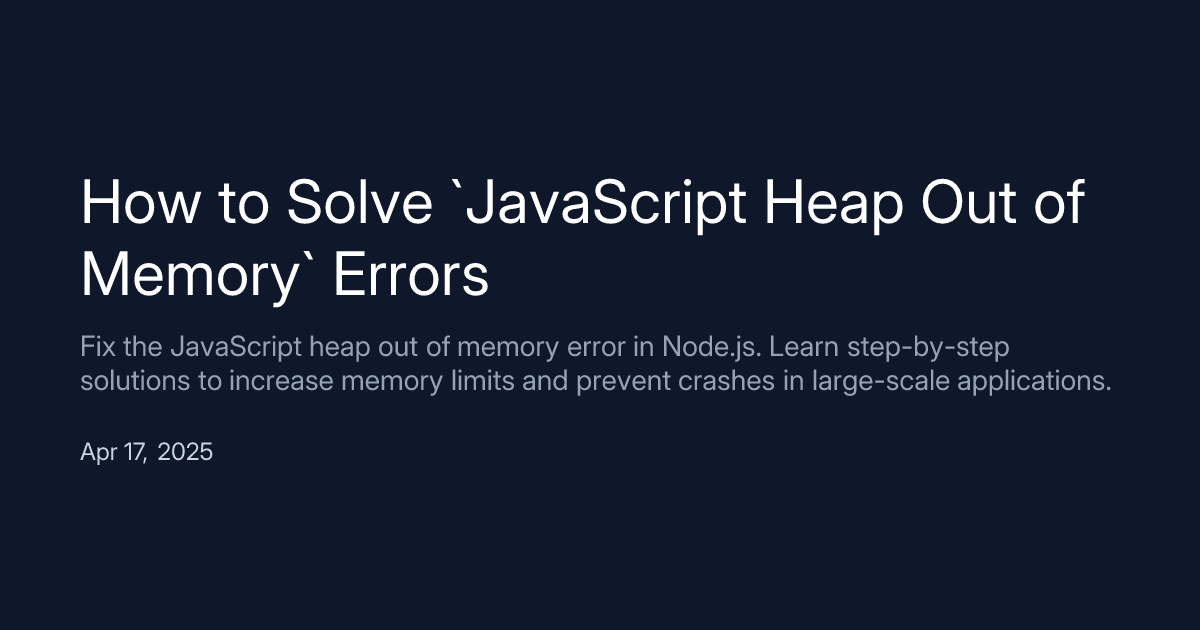 How to Solve `JavaScript Heap Out of
Memory` Errors
Fix the JavaScript heap out of memory error in Node.js. Learn step-by-step
solutions to increase memory limits and prevent crashes in large-scale applications.
Apr 17, 2025